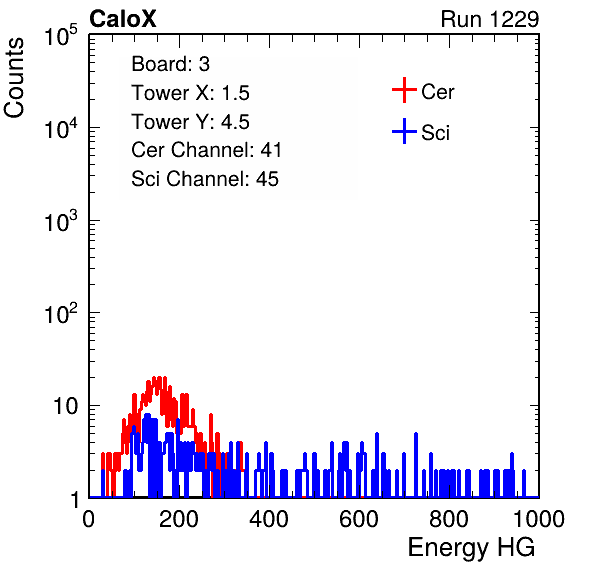 CaloX Run 1229
Counts
Board: 3
Tower X: 1.5
Tower Y: 4.5
Cer Channel: 41
Sci Channel: 45
Cer
Sci
10^5
10^4
10^3
10^2
10
1
0 200 400 600 800 1000
Energy HG